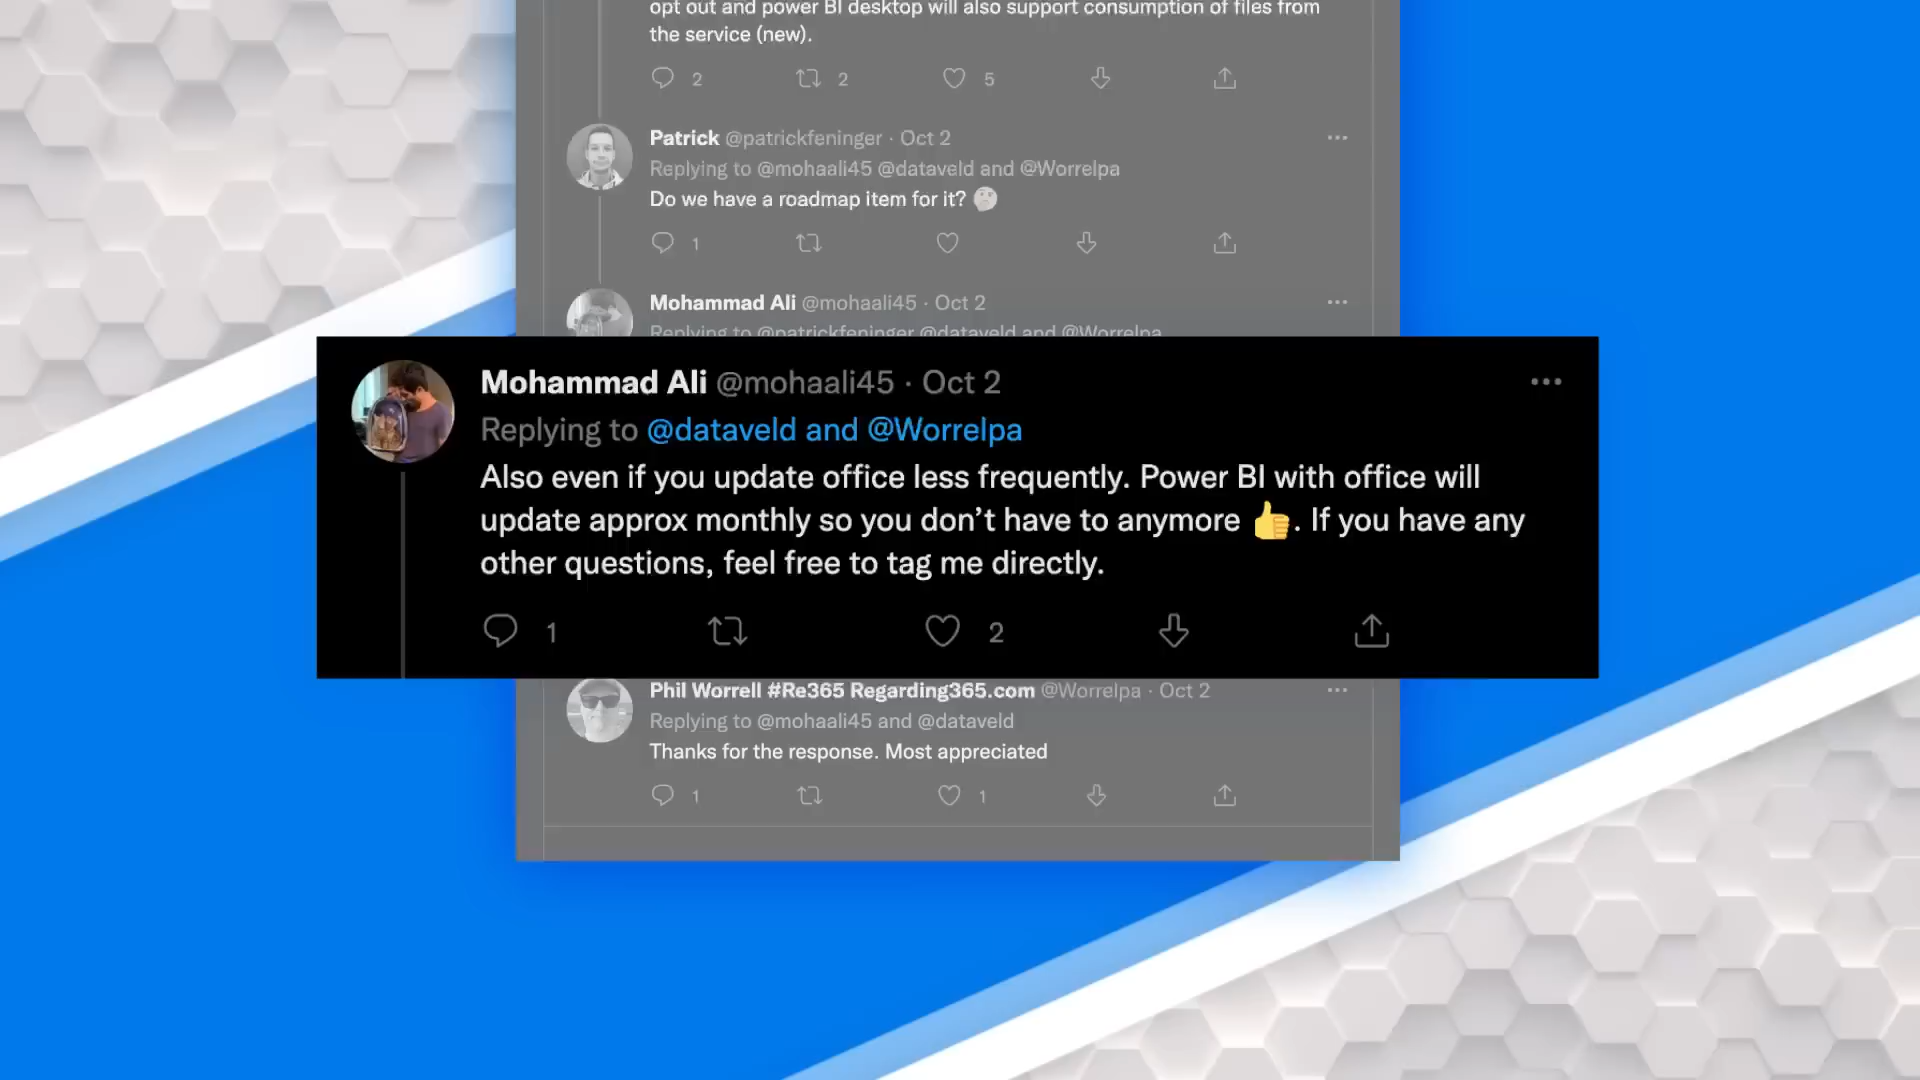 opt out and power BI desktop will also support consumption of files from
the service (new).
2 2 5
Patrick @patrickfeninger · Oct 2
Replying to @mohaali45 @dataveld and @Worrelpa
Do we have a roadmap item for it? 🤔
1
Mohammad Ali @mohaali45 · Oct 2
Replying to @patrickfeninger @dataveld and @Worrelpa
Mohammad Ali @mohaali45 · Oct 2
Replying to @dataveld and @Worrelpa
Also even if you update office less frequently. Power BI with office will
update approx monthly so you don’t have to anymore 👍. If you have any
other questions, feel free to tag me directly.
1 2
Phil Worrell #Re365 Regarding365.com @Worrelpa · Oct 2
Replying to @mohaali45 and @dataveld
Thanks for the response. Most appreciated
1 1